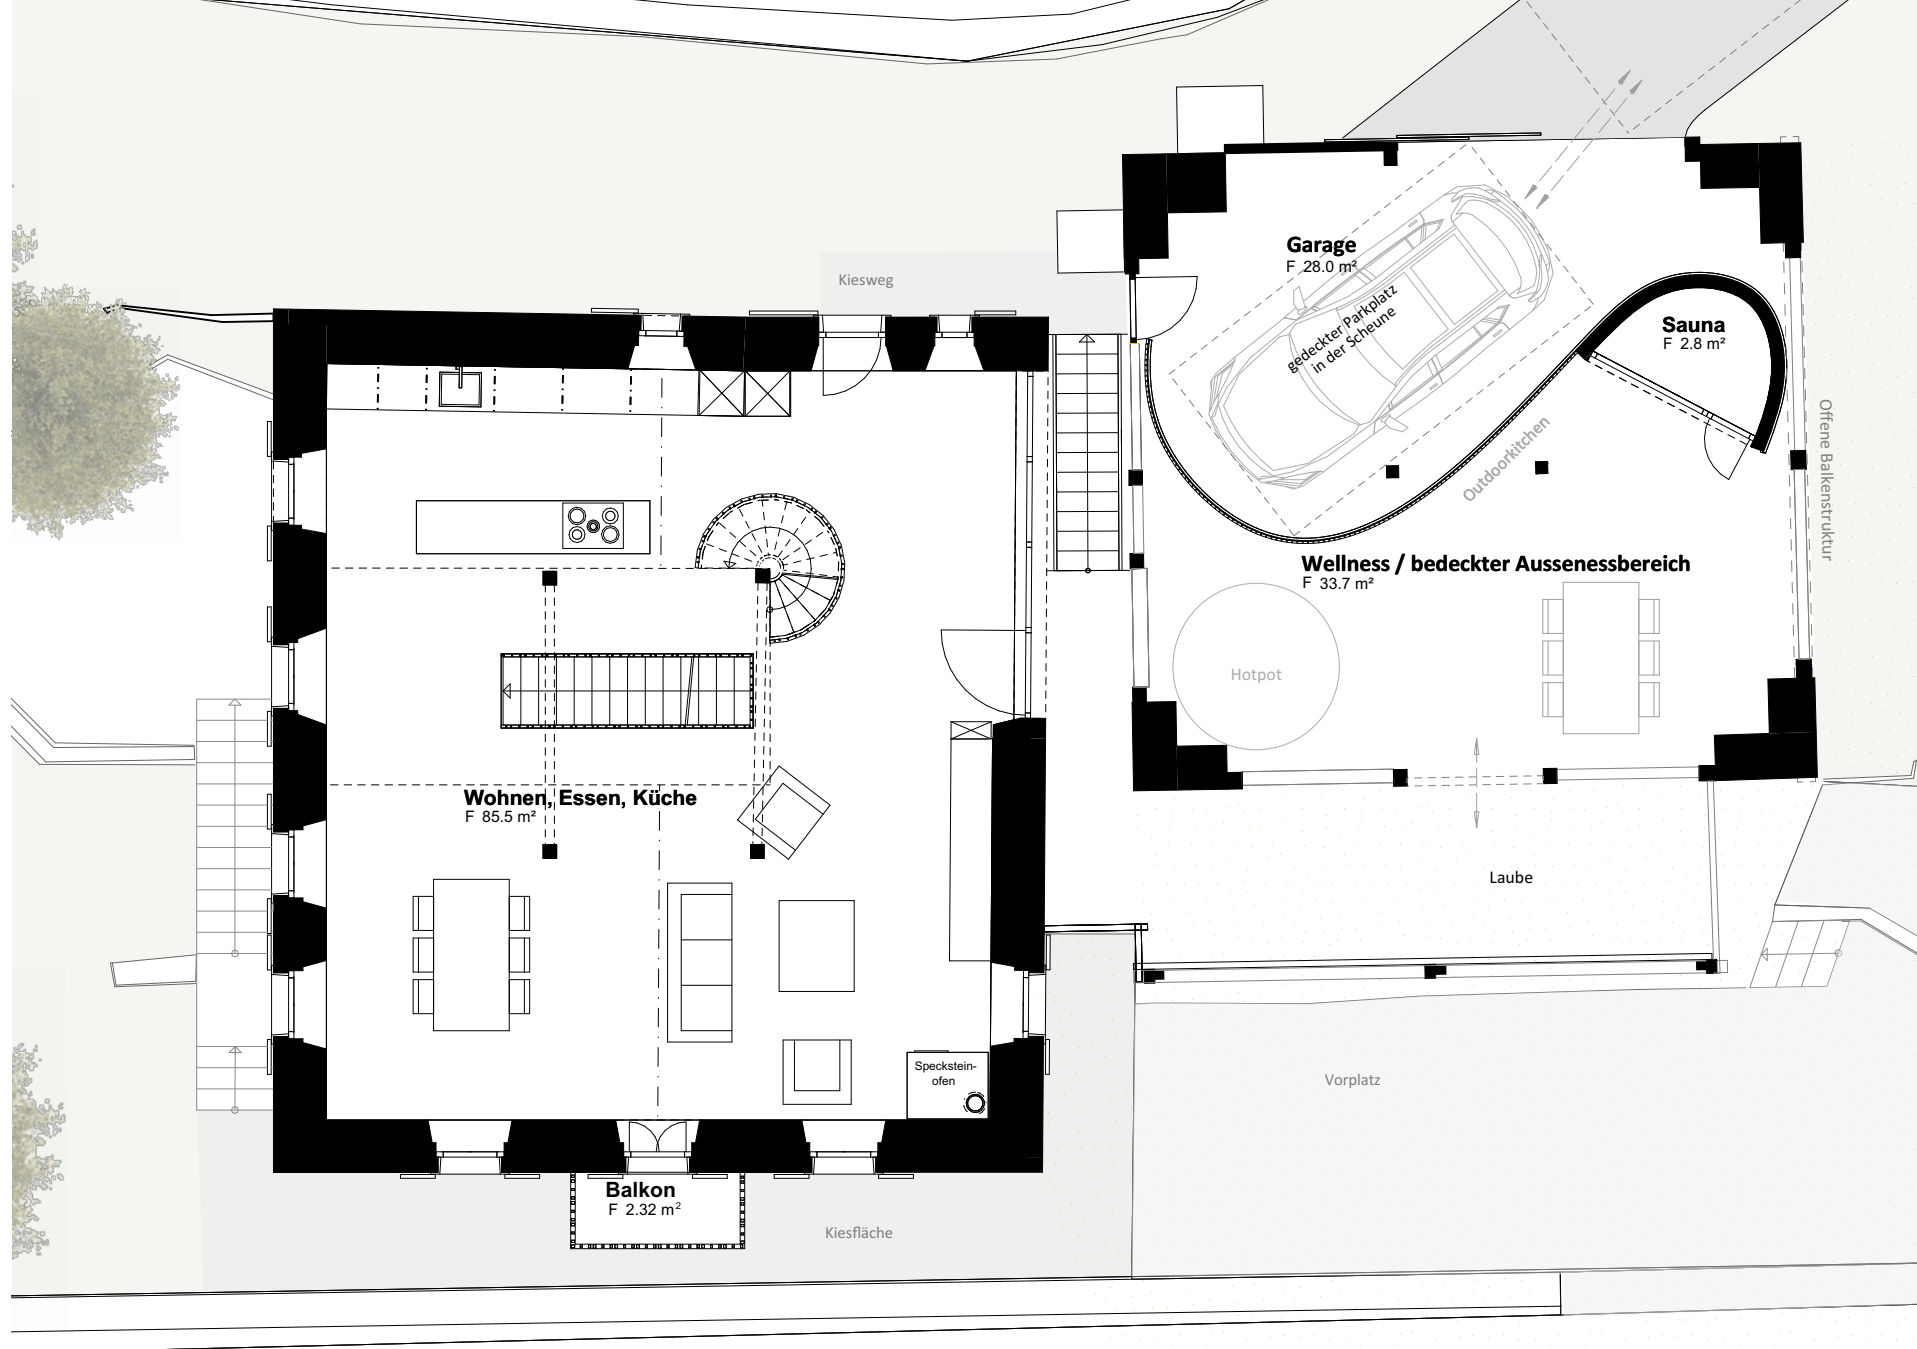 Garage
F 28.0 m²
gedeckter Parkplatz
in der Scheune
Kiesweg
Sauna
F 2.8 m²
Outdoorkitchen
Offene Balkenstruktur
Wellness / bedeckter Aussenessbereich
F 33.7 m²
Hotpot
Wohnen, Essen, Küche
F 85.5 m²
Laube
Speckstein-
ofen
Vorplatz
Balkon
F 2.32 m²
Kiesfläche